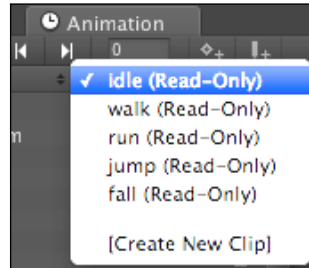 Animation
0
idle (Read-Only)
walk (Read-Only)
m
run (Read-Only)
jump (Read-Only)
fall (Read-Only)
[Create New Clip]